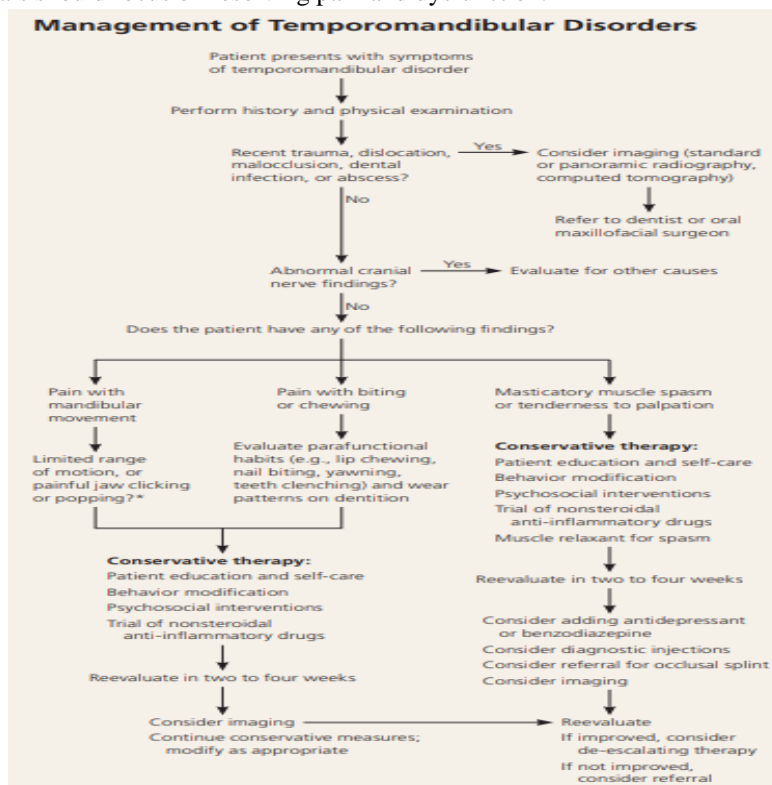 Management of Temporomandibular Disorders
Patient presents with symptoms
of temporomandibular disorder
Perform history and physical examination
Recent trauma, dislocation,
malocclusion, dental
infection, or abscess?
Yes
Consider imaging (standard
or panoramic radiography,
computed tomography)
No
Refer to dentist or oral
maxillofacial surgeon
Abnormal cranial
nerve findings?
Yes
Evaluate for other causes
No
Does the patient have any of the following findings?
Pain with
mandibular
movement
Limited range
of motion, or
painful jaw clicking
or popping?*
Pain with biting
or chewing
Evaluate parafunctional
habits (e.g., lip chewing,
nail biting, yawning,
teeth clenching) and wear
patterns on dentition
Conservative therapy:
Patient education and self-care
Behavior modification
Psychosocial interventions
Trial of nonsteroidal
anti-inflammatory drugs
Reevaluate in two to four weeks
Consider imaging
Continue conservative measures;
modify as appropriate
Masticatory muscle spasm
or tenderness to palpation
Conservative therapy:
Patient education and self-care
Behavior modification
Psychosocial interventions
Trial of nonsteroidal
anti-inflammatory drugs
Muscle relaxant for spasm
Reevaluate in two to four weeks
Consider adding antidepressant
or benzodiazepine
Consider diagnostic injections
Consider referral for occlusal splint
Consider imaging
Reevaluate
If improved, consider
de-escalating therapy
If not improved,
consider referral